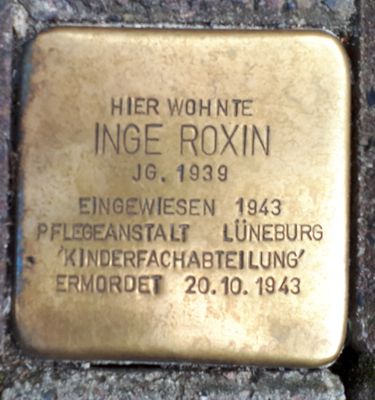 HIER WOHNTE
INGE ROXIN
JG. 1939
EINGEWIESEN 1943
PFLEGEANSTALT LÜNEBURG
'KINDERFACHABTEILUNG'
ERMORDET 20.10.1943